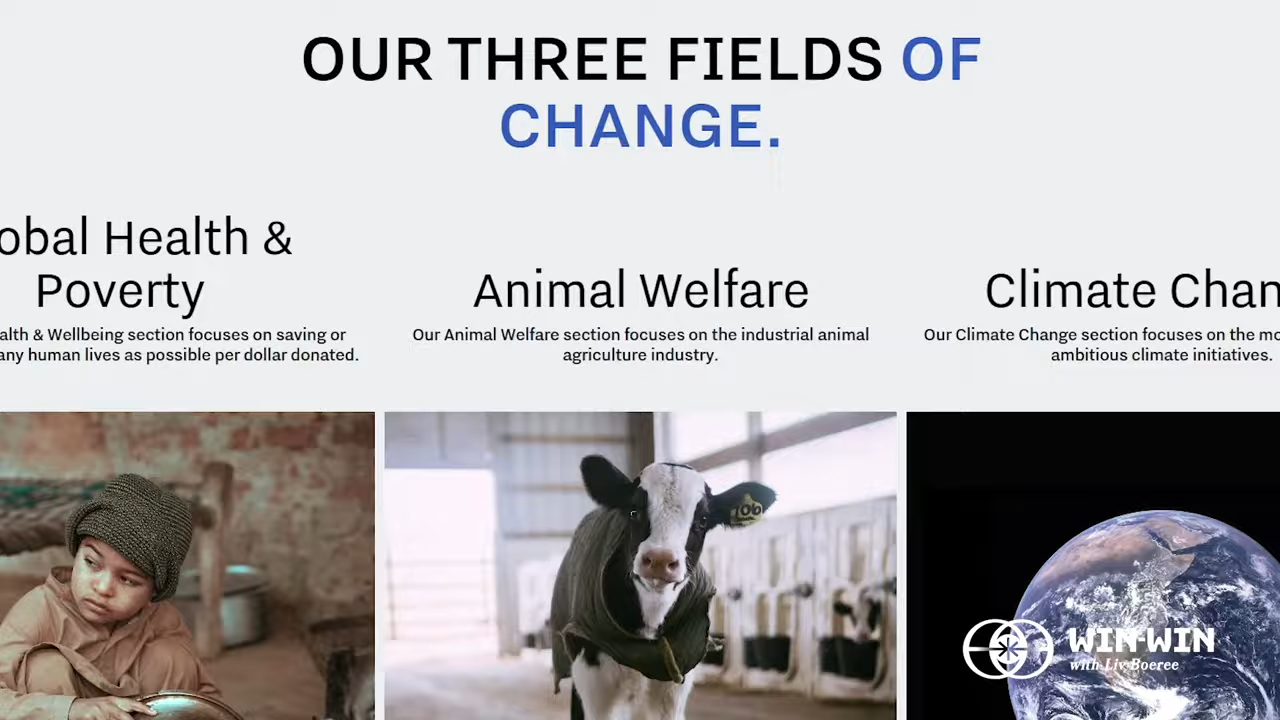 OUR THREE FIELDS OF
CHANGE.
obal Health &
Poverty
alth & Wellbeing section focuses on saving or
any human lives as possible per dollar donated.
Animal Welfare
Our Animal Welfare section focuses on the industrial animal
agriculture industry.
Climate Chan
Our Climate Change section focuses on the mo
ambitious climate initiatives.
106
WIN-WIN
with Liv Boeree